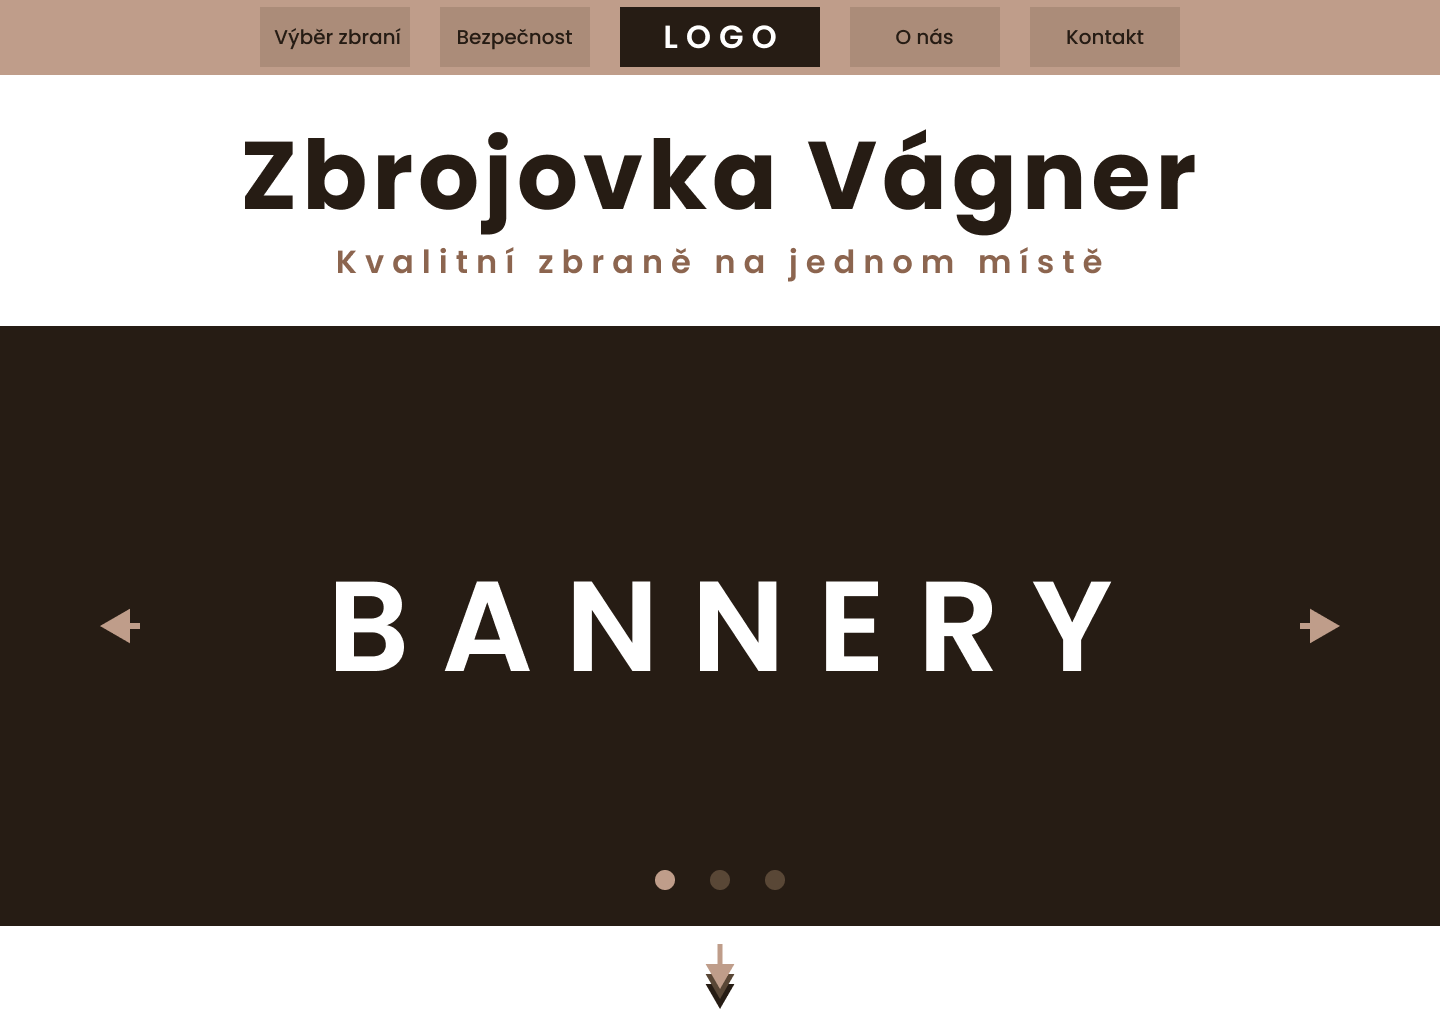 Výběr zbraní
Bezpečnost
LOGO
O nás
Kontakt
Zbrojovka Vágner
Kvalitní zbraně na jednom místě
BANNERY